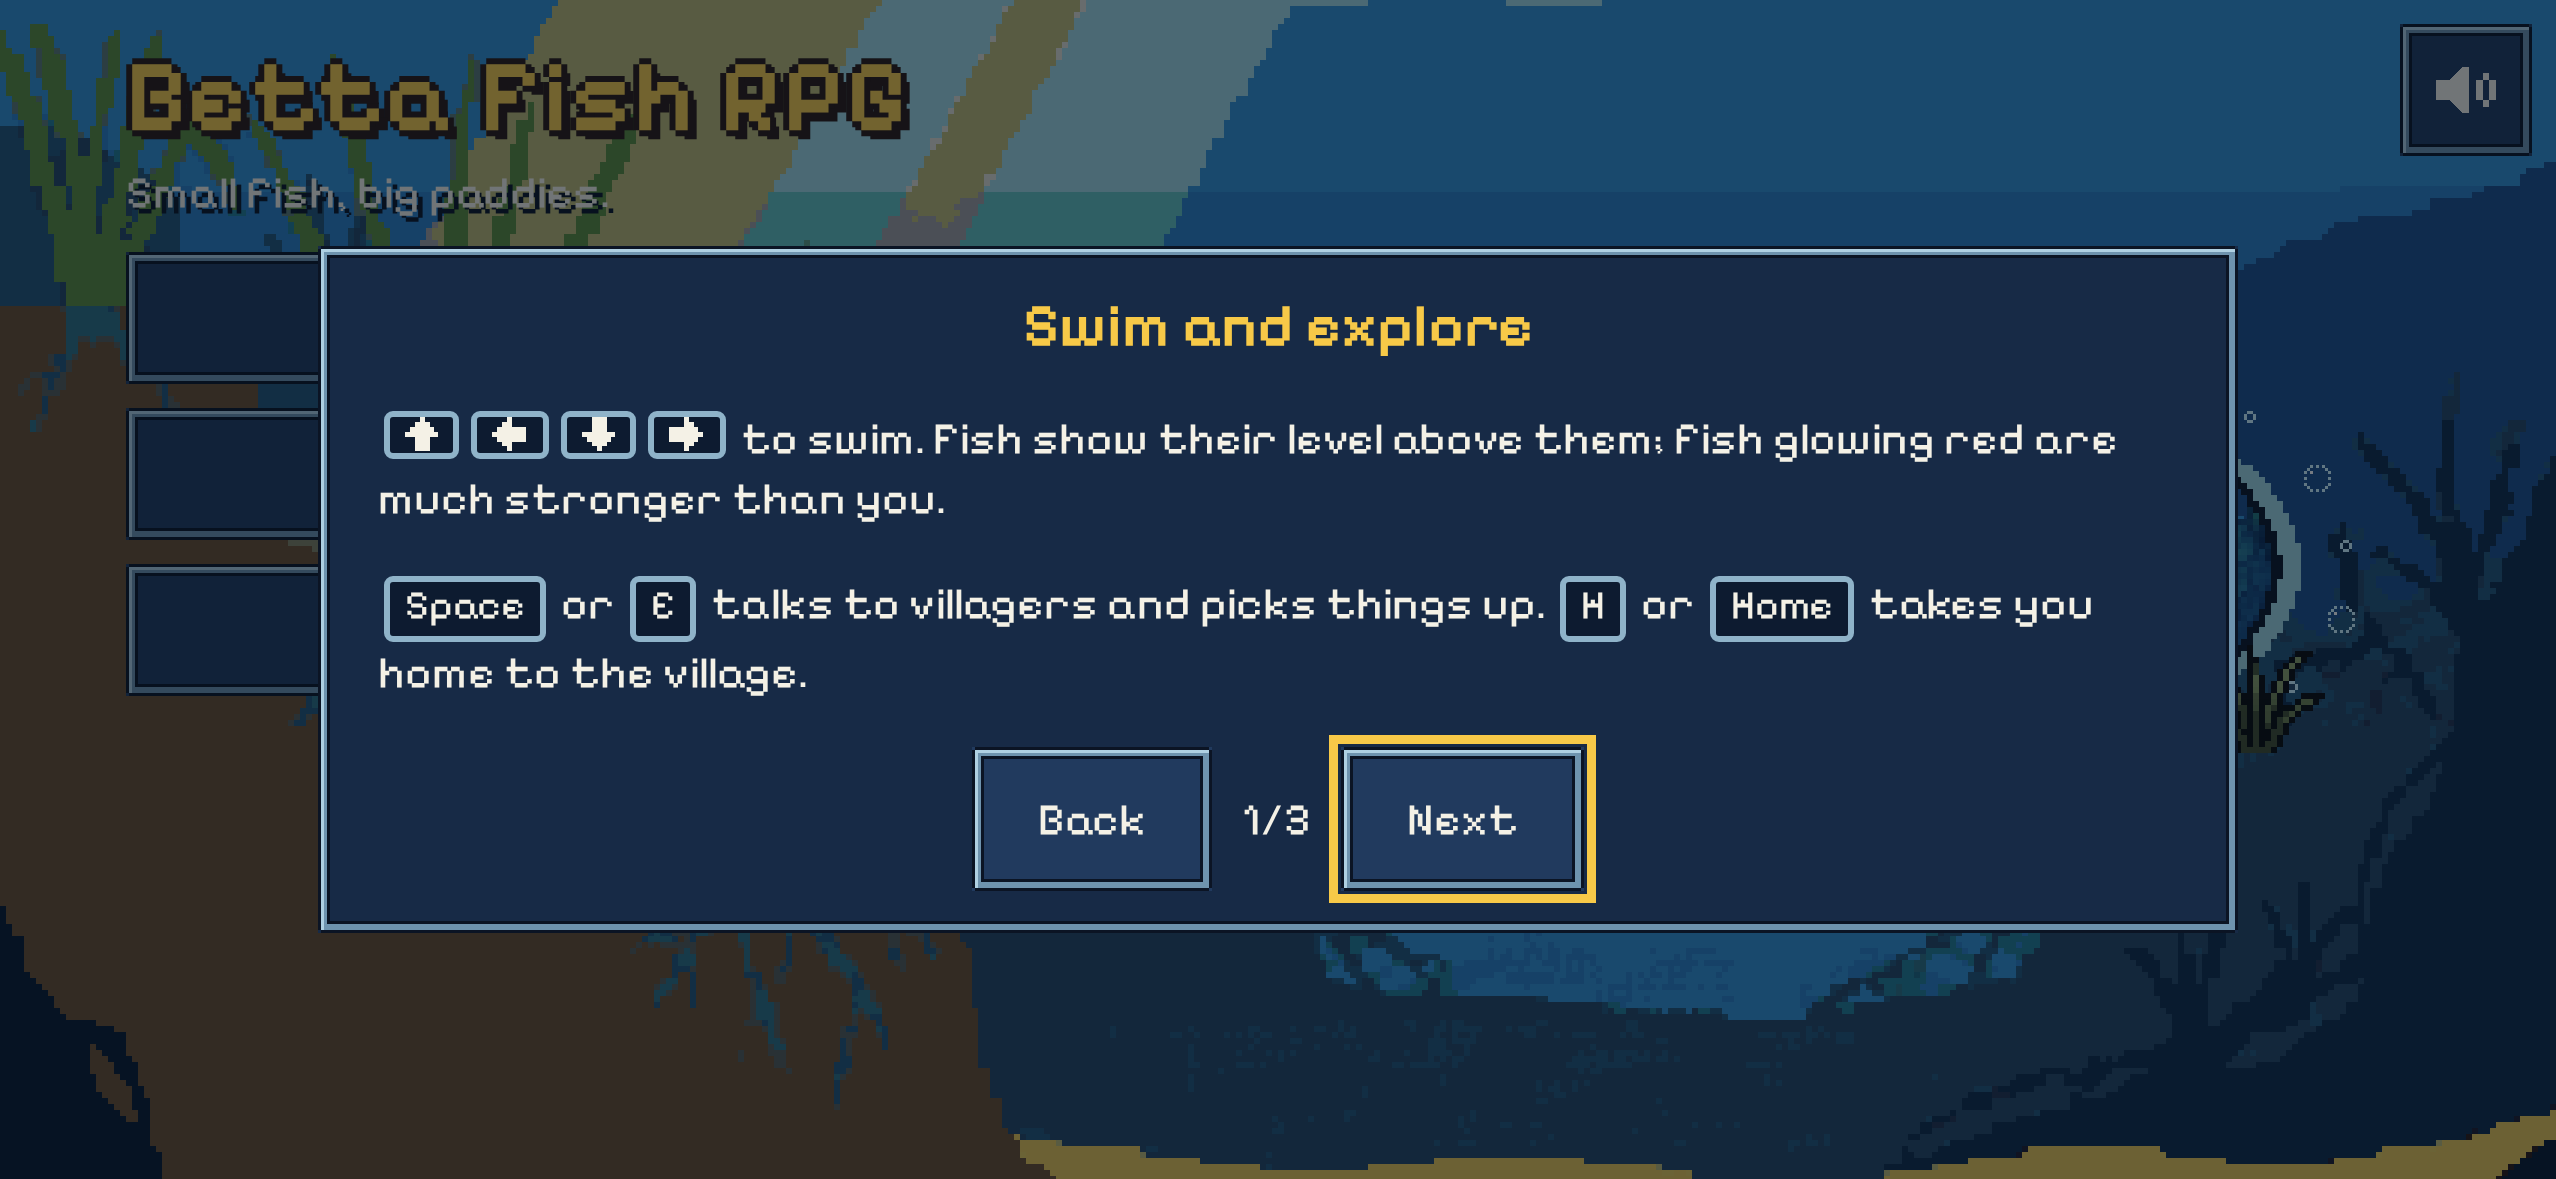 Betta Fish RPG
Small fish, big paddies.
Swim and explore
↑ ← ↓ → to swim. Fish show their level above them; fish glowing red are
much stronger than you.
Space or E talks to villagers and picks things up. H or Home takes you
home to the village.
Back 1/3 Next